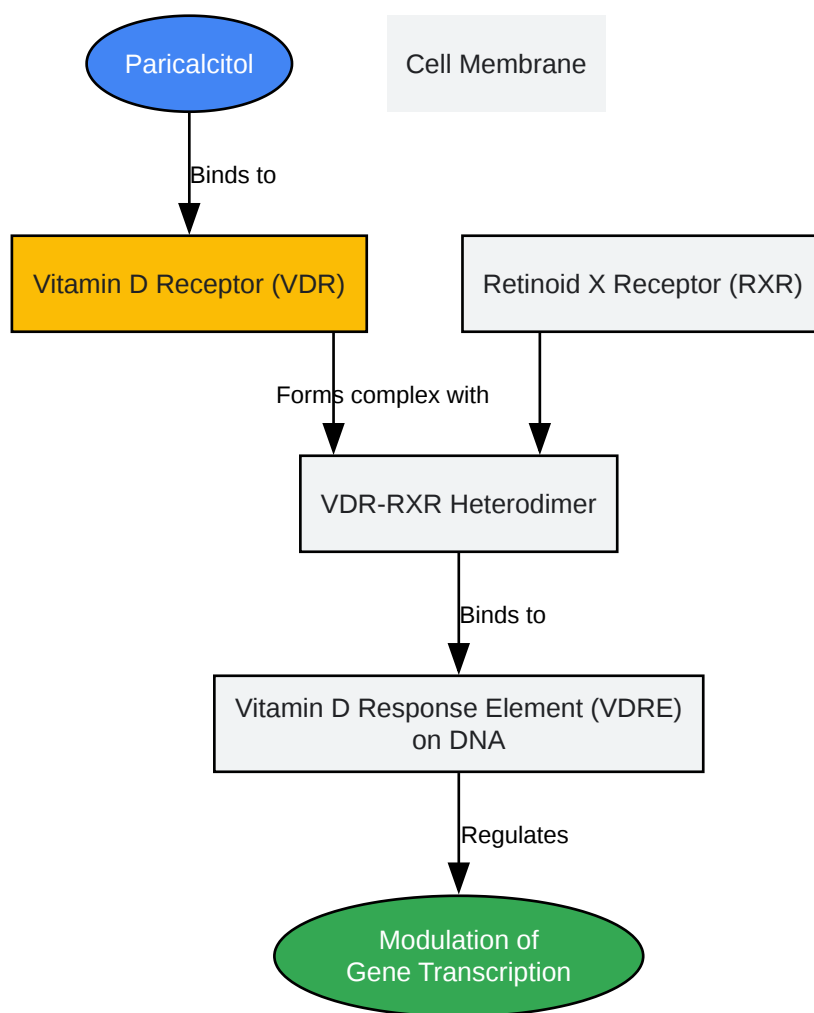 Paricalcitol
Cell Membrane
Binds to
Vitamin D Receptor (VDR)
Retinoid X Receptor (RXR)
Forms complex with
VDR-RXR Heterodimer
Binds to
Vitamin D Response Element (VDRE)
on DNA
Regulates
Modulation of
Gene Transcription